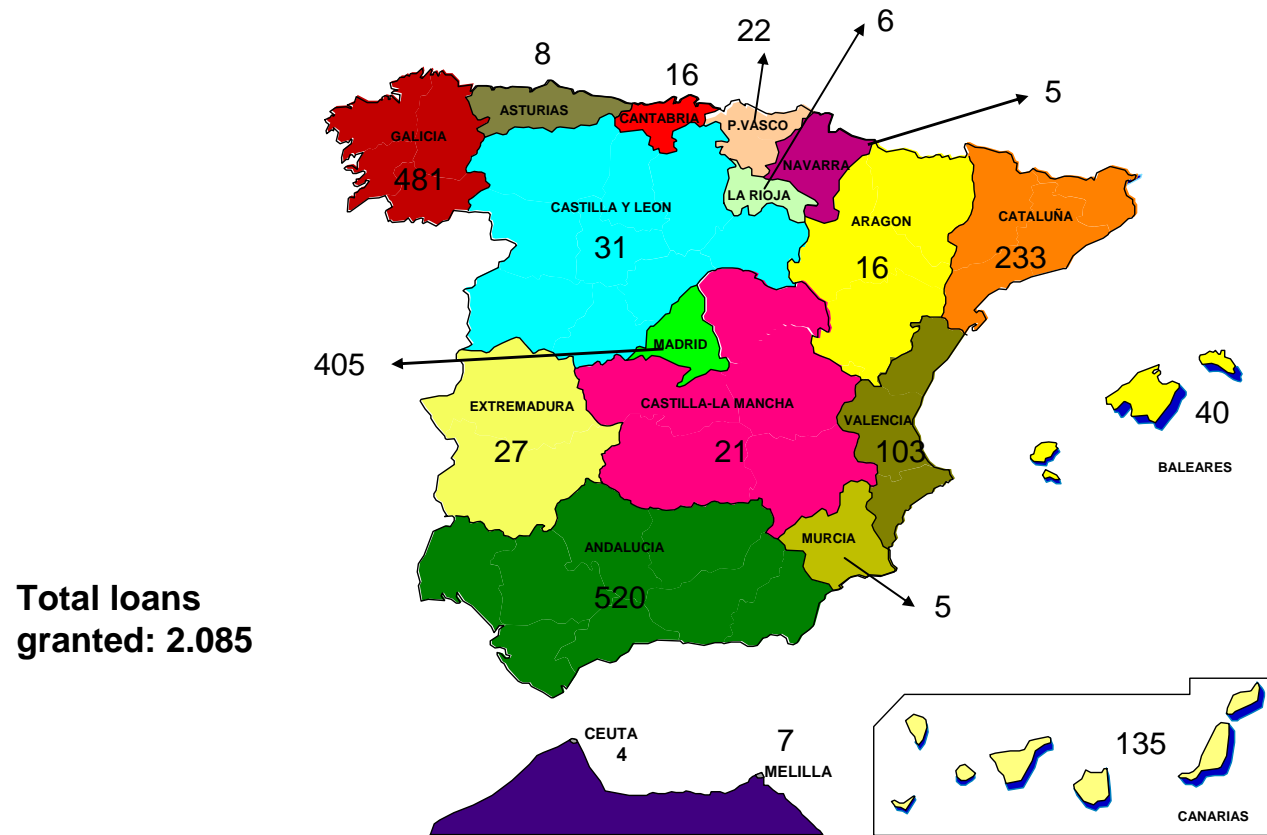 6
22
8
16
5
ASTURIAS
CANTABRIA
P.VASCO
GALICIA
NAVARRA
481
LA RIOJA
CASTILLA Y LEON
ARAGON
CATALUÑA
31
16
233
MADRID
405
EXTREMADURA
CASTILLA-LA MANCHA
VALENCIA
40
27
21
103
BALEARES
MURCIA
ANDALUCIA
520
5
Total loans
granted: 2.085
CEUTA
4
7
MELILLA
135
CANARIAS